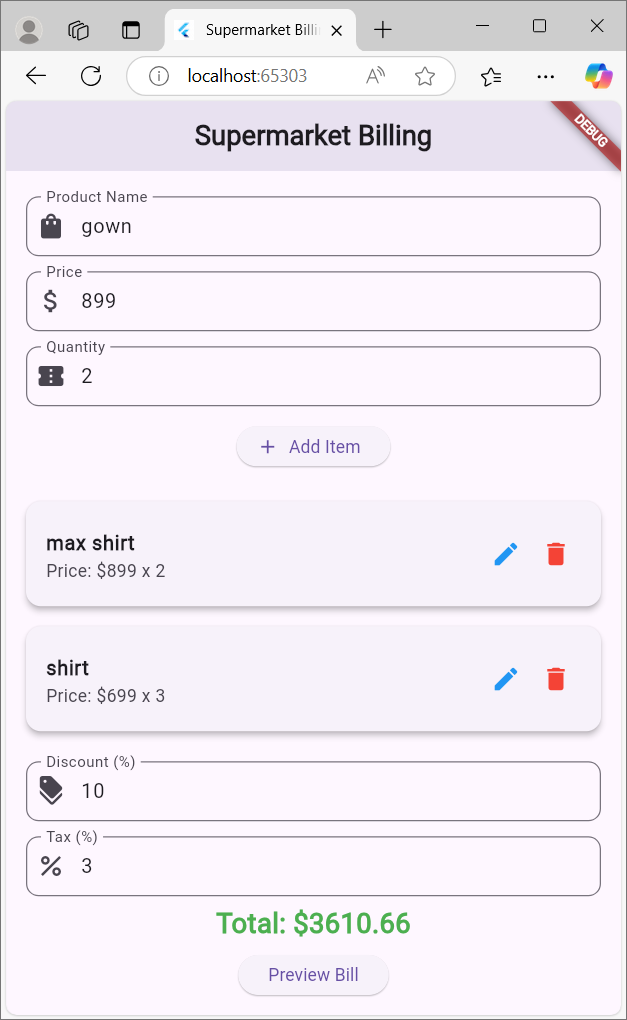 Supermarket Billi
localhost:65303
Supermarket Billing
DEBUG
Product Name
gown
Price
$ 899
Quantity
2
+ Add Item
max shirt
Price: $899 x 2
shirt
Price: $699 x 3
Discount (%)
10
Tax (%)
% 3
Total: $3610.66
Preview Bill